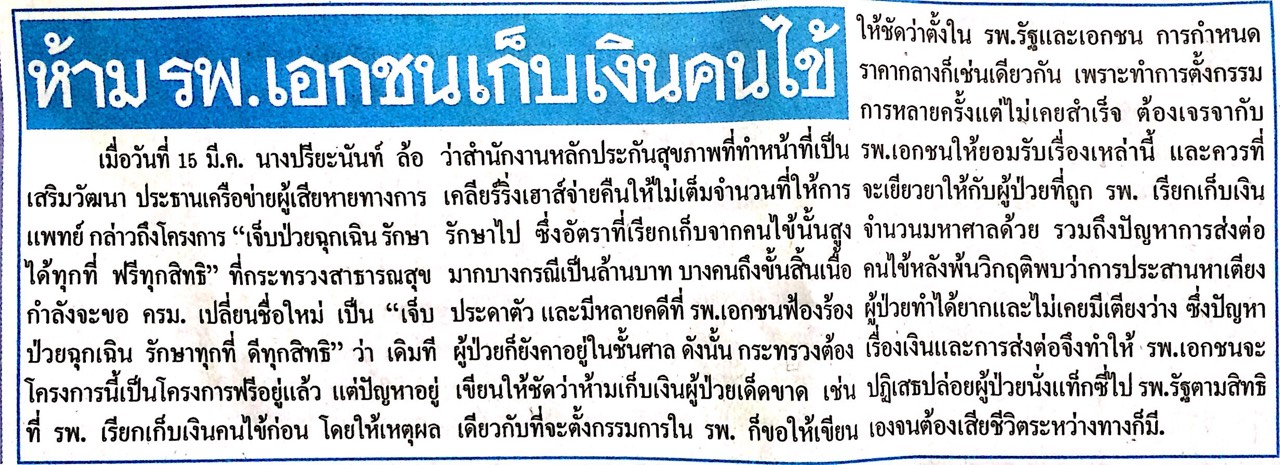 ห้าม รพ.เอกชนเก็บเงินคนไข้
เมื่อวันที่ 15 มี.ค. นางปรียะนันท์ ล้อ
เสริมวัฒนา ประธานเครือข่ายผู้เสียหายทางการ
แพทย์ กล่าวถึงโครงการ “เจ็บป่วยฉุกเฉิน รักษา
ได้ทุกที่ ฟรีทุกสิทธิ” ที่กระทรวงสาธารณสุข
กำลังจะขอ ครม. เปลี่ยนชื่อใหม่ เป็น “เจ็บ
ป่วยฉุกเฉิน รักษาทุกที่ ดีทุกสิทธิ” ว่า เดิมที
โครงการนี้เป็นโครงการฟรีอยู่แล้ว แต่ปัญหาอยู่
ที่ รพ. เรียกเก็บเงินคนไข้ก่อน โดยให้เหตุผล
ว่าสำนักงานหลักประกันสุขภาพที่ทำหน้าที่เป็น
เคลียร์ริ่งเฮาส์จ่ายคืนให้ไม่เต็มจำนวนที่ให้การ
รักษาไป ซึ่งอัตราที่เรียกเก็บจากคนไข้นั้นสูง
มากบางกรณีเป็นล้านบาท บางคนถึงขั้นสิ้นเนื้อ
ประดาตัว และมีหลายคดีที่ รพ.เอกชนฟ้องร้อง
ผู้ป่วยก็ยังคาอยู่ในชั้นศาล ดังนั้น กระทรวงต้อง
เขียนให้ชัดว่าห้ามเก็บเงินผู้ป่วยเด็ดขาด เช่น
เดียวกับที่จะตั้งกรรมการใน รพ. ก็ขอให้เขียน
ให้ชัดว่าตั้งใน รพ.รัฐและเอกชน การกำหนด
ราคากลางก็เช่นเดียวกัน เพราะทำการตั้งกรรม
การหลายครั้งแต่ไม่เคยสำเร็จ ต้องเจรจากับ
รพ.เอกชนให้ยอมรับเรื่องเหล่านี้ และควรที่
จะเยียวยาให้กับผู้ป่วยที่ถูก รพ. เรียกเก็บเงิน
จำนวนมหาศาลด้วย รวมถึงปัญหาการส่งต่อ
คนไข้หลังพ้นวิกฤติพบว่าการประสานหาเตียง
ผู้ป่วยทำได้ยากและไม่เคยมีเตียงว่าง ซึ่งปัญหา
เรื่องเงินและการส่งต่อจึงทำให้ รพ.เอกชนจะ
ปฏิเสธปล่อยผู้ป่วยนั่งแท็กซี่ไป รพ.รัฐตามสิทธิ
เองจนต้องเสียชีวิตระหว่างทางก็มี.